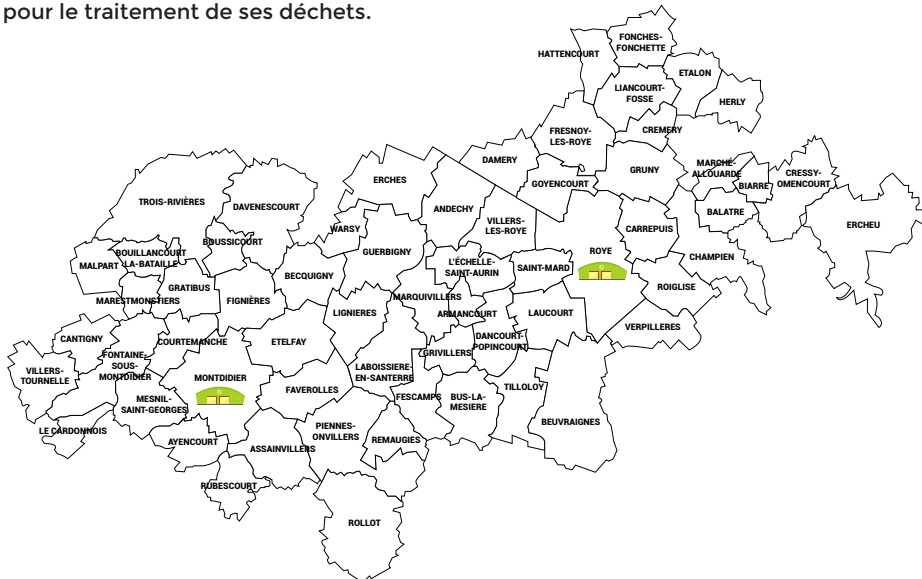 pour le traitement de ses déchets.
FONCHES-
FONCHETTE
HATTENCOURT
ETALON
LIANCOURT-
FOSSE
HERLY
FRESNOY-
LES-ROYE
CREMERY
DAMERY
MARCHÉ-
ALLOUARDE
GRUNY
CRESSY-
OMENCOURT
ERCHES
GOYENCOURT
BIARRE
TROIS-RIVIÈRES
DAVENESCOURT
ANDECHY
BALATRE
VILLERS-
LES-ROYE
ERCHEU
WARSY
CARREPUIS
BOUSSICOURT
GUERBIGNY
ROYE
BOUILLANCOURT
-LA-BATAILLE
CHAMPIEN
MALPART
L'ÉCHELLE-
SAINT-AURIN
SAINT-MARD
BECQUIGNY
GRATIBUS
ROIGLISE
MARESTMONSTIERS
FIGNIÈRES
MARQUIVILLERS
LIGNIERES
ARMANCOURT
LAUCOURT
VERPILLERES
CANTIGNY
COURTEMANCHE
ETELFAY
DANCOURT-
POPINCOURT
FONTAINE-
SOUS-
MONTDIDIER
GRIVILLERS
VILLERS-
TOURNELLE
LABOISSIERE-
EN-SANTERRE
MONTDIDIER
TILLOLOY
FAVEROLLES
MESNIL-
SAINT-GEORGES
FESCAMPS
BUS-LA-
MESIERE
BEUVRAIGNES
PIENNES-
ONVILLERS
LE CARDONNOIS
REMAUGIES
AYENCOURT
ASSAINVILLERS
RUBESCOURT
ROLLOT